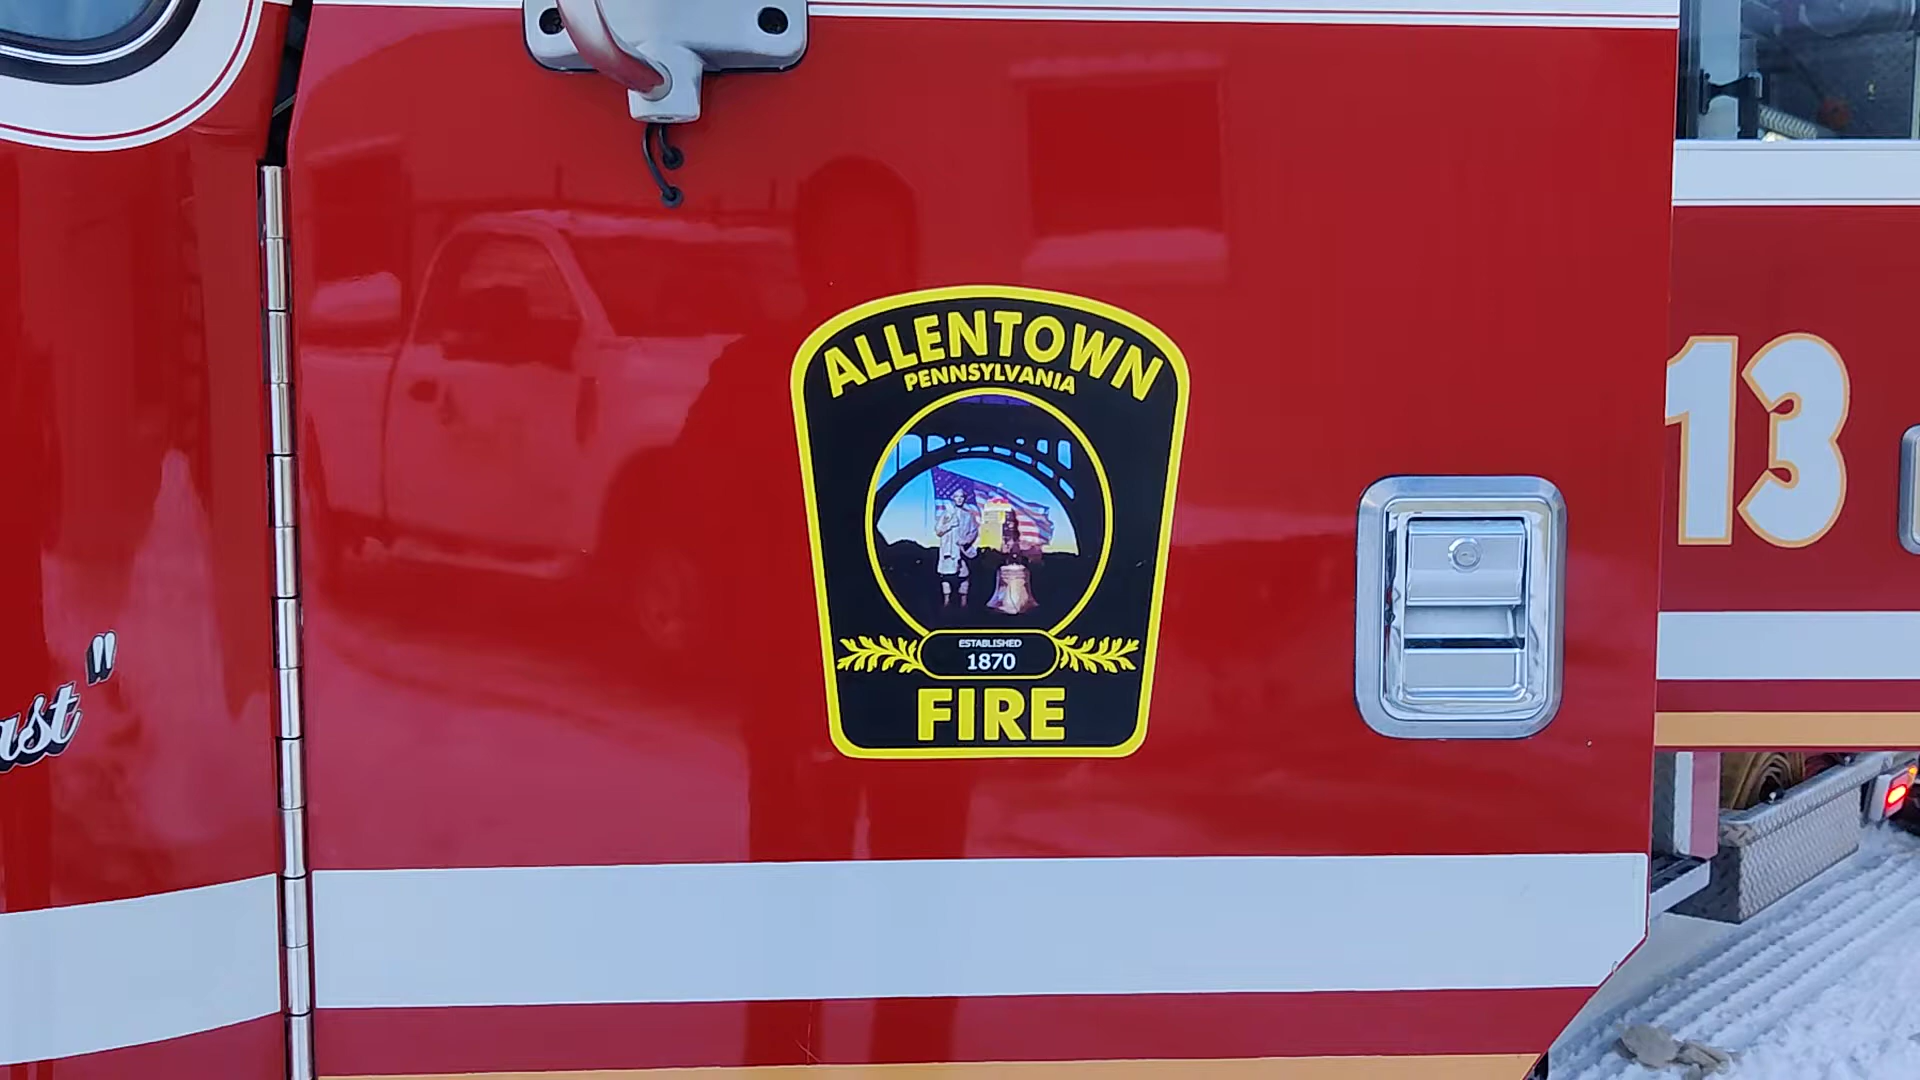 ALLENTOWN
PENNSYLVANIA
ESTABLISHED
1870
FIRE
13